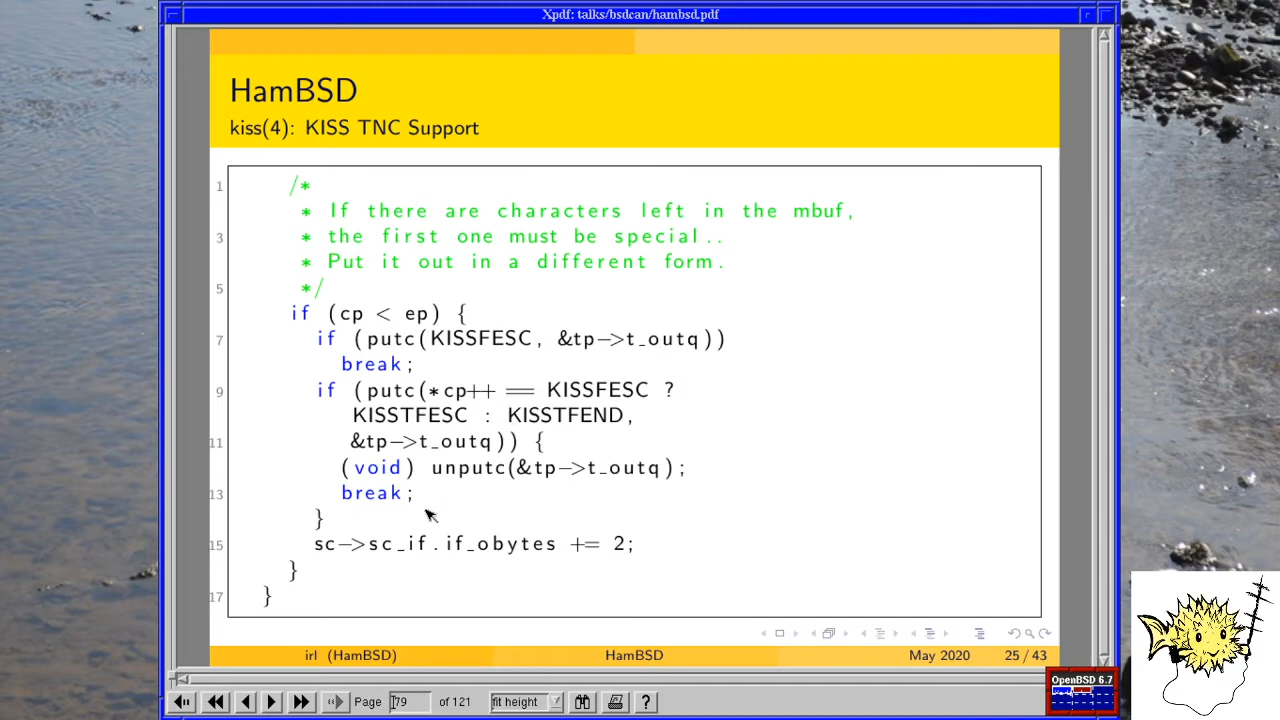 Xpdf: talks/bsdcan/hambsd.pdf
HamBSD
kiss(4): KISS TNC Support
1 /*
* If there are characters left in the mbuf,
3 * the first one must be special..
* Put it out in a different form.
5 */
if (cp < ep) {
7 if (putc(KISSFESC, &tp->t_outq))
break;
9 if (putc(*cp++ == KISSFESC ?
KISSTFESC : KISSTFEND,
11 &tp->t_outq)) {
(void) unputc(&tp->t_outq);
13 break;
}
15 sc->sc_if.if_obytes += 2;
}
17 }
irl (HamBSD) HamBSD May 2020 25 / 43
OpenBSD 6.7
Page 79 of 121 fit height ?